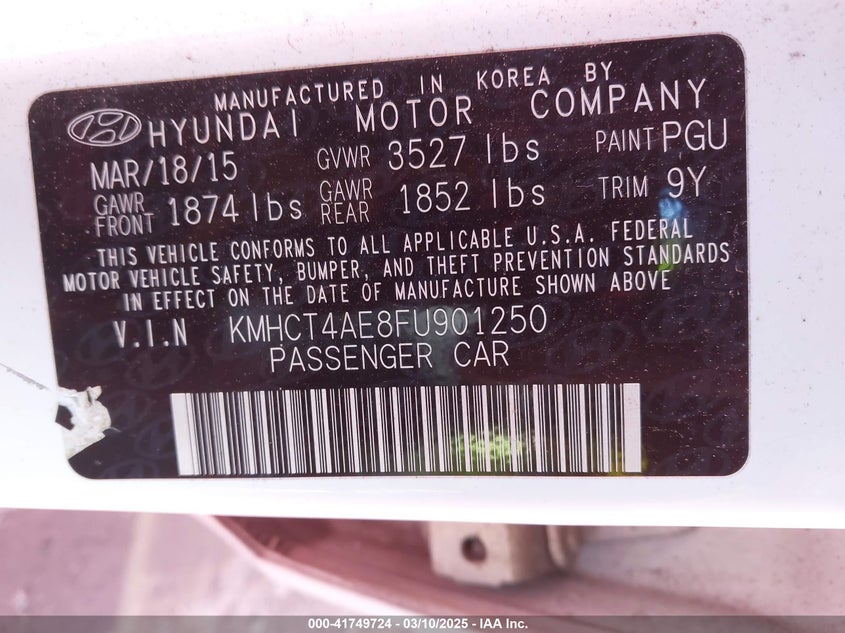 MANUFACTURED IN KOREA BY
HYUNDAI MOTOR COMPANY
MAR/18/15 GVWR 3527 lbs PAINT PGU
GAWR FRONT 1874 lbs GAWR REAR 1852 lbs TRIM 9Y
THIS VEHICLE CONFORMS TO ALL APPLICABLE U.S.A. FEDERAL
MOTOR VEHICLE SAFETY, BUMPER, AND THEFT PREVENTION STANDARDS
IN EFFECT ON THE DATE OF MANUFACTURE SHOWN ABOVE
V.I.N KMHCT4AE8FU901250
PASSENGER CAR
000-41749724 - 03/10/2025 - IAA Inc.